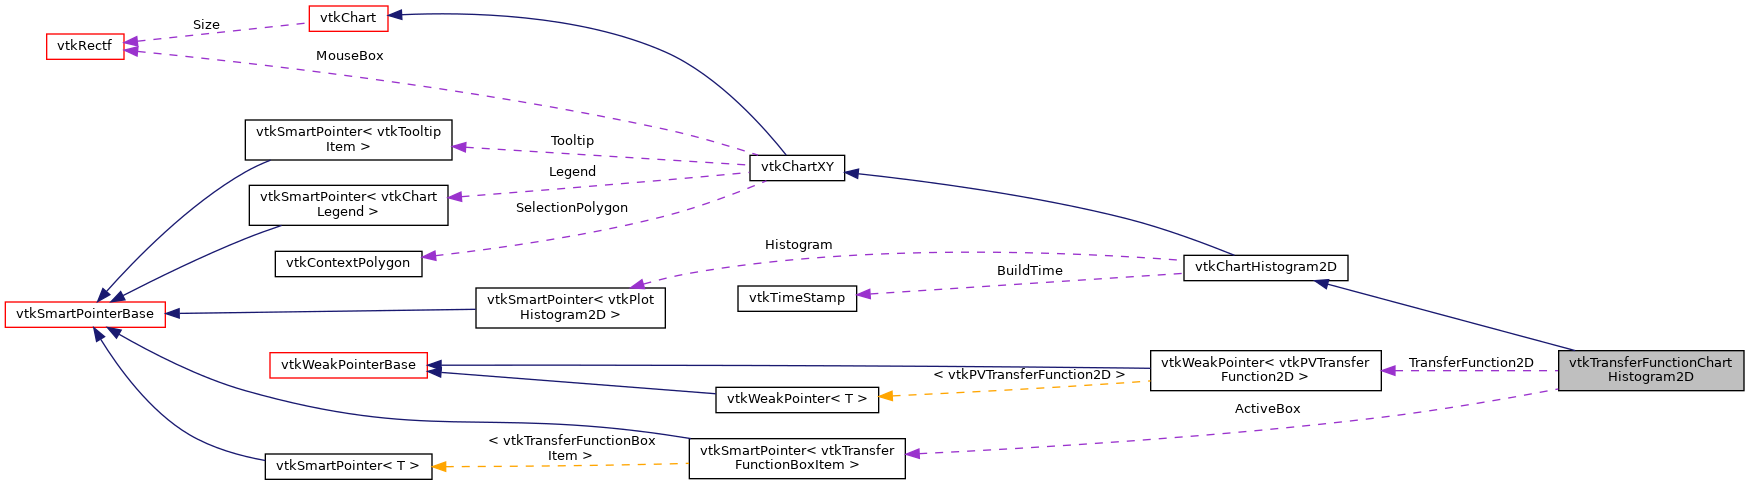 vtkChart
Size
vtkRectf
MouseBox
vtkSmartPointer< vtkTooltip
Item >
Tooltip
vtkChartXY
Legend
vtkSmartPointer< vtkChart
Legend >
SelectionPolygon
vtkContextPolygon
Histogram
vtkChartHistogram2D
BuildTime
vtkSmartPointer< vtkPlot
Histogram2D >
vtkTimeStamp
vtkSmartPointerBase
vtkWeakPointerBase
vtkWeakPointer< vtkPVTransfer
Function2D >
TransferFunction2D
vtkTransferFunctionChart
Histogram2D
< vtkPVTransferFunction2D >
vtkWeakPointer< T >
ActiveBox
< vtkTransferFunctionBox
Item >
vtkSmartPointer< vtkTransfer
FunctionBoxItem >
vtkSmartPointer< T >